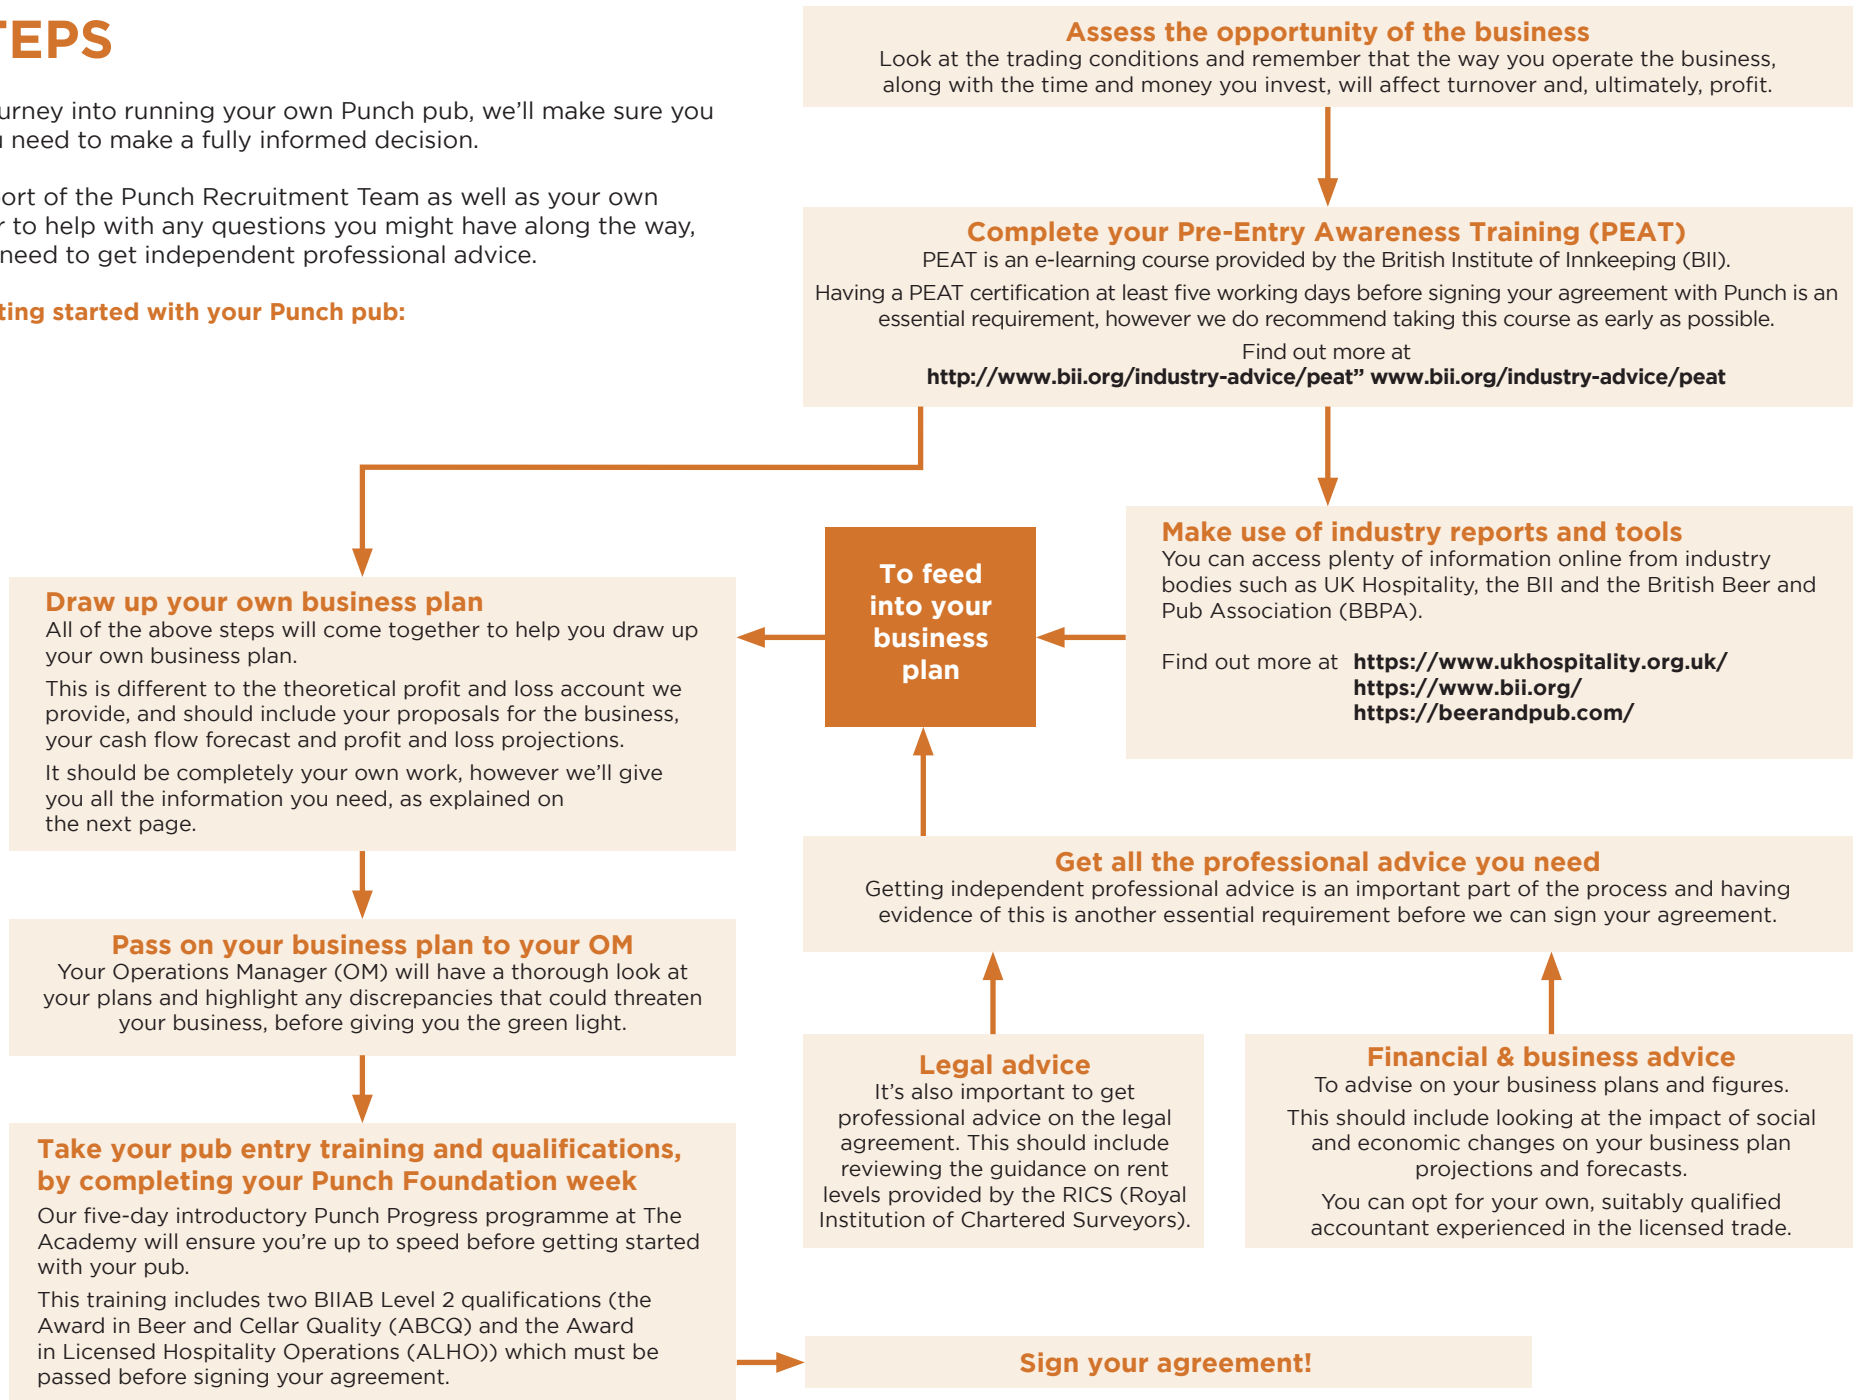 TEPS
urney into running your own Punch pub, we’ll make sure you
need to make a fully informed decision.
ort of the Punch Recruitment Team as well as your own
r to help with any questions you might have along the way,
need to get independent professional advice.
ting started with your Punch pub:
Assess the opportunity of the business
Look at the trading conditions and remember that the way you operate the business,
along with the time and money you invest, will affect turnover and, ultimately, profit.
Complete your Pre-Entry Awareness Training (PEAT)
PEAT is an e-learning course provided by the British Institute of Innkeeping (BII).
Having a PEAT certification at least five working days before signing your agreement with Punch is an
essential requirement, however we do recommend taking this course as early as possible.
Find out more at
http://www.bii.org/industry-advice/peat” www.bii.org/industry-advice/peat
Make use of industry reports and tools
You can access plenty of information online from industry
bodies such as UK Hospitality, the BII and the British Beer and
Pub Association (BBPA).
Find out more at https://www.ukhospitality.org.uk/
https://www.bii.org/
https://beerandpub.com/
To feed
into your
business
plan
Draw up your own business plan
All of the above steps will come together to help you draw up
your own business plan.
This is different to the theoretical profit and loss account we
provide, and should include your proposals for the business,
your cash flow forecast and profit and loss projections.
It should be completely your own work, however we’ll give
you all the information you need, as explained on
the next page.
Get all the professional advice you need
Getting independent professional advice is an important part of the process and having
evidence of this is another essential requirement before we can sign your agreement.
Legal advice
It’s also important to get
professional advice on the legal
agreement. This should include
reviewing the guidance on rent
levels provided by the RICS (Royal
Institution of Chartered Surveyors).
Financial & business advice
To advise on your business plans and figures.
This should include looking at the impact of social
and economic changes on your business plan
projections and forecasts.
You can opt for your own, suitably qualified
accountant experienced in the licensed trade.
Pass on your business plan to your OM
Your Operations Manager (OM) will have a thorough look at
your plans and highlight any discrepancies that could threaten
your business, before giving you the green light.
Take your pub entry training and qualifications,
by completing your Punch Foundation week
Our five-day introductory Punch Progress programme at The
Academy will ensure you’re up to speed before getting started
with your pub.
This training includes two BIIAB Level 2 qualifications (the
Award in Beer and Cellar Quality (ABCQ) and the Award
in Licensed Hospitality Operations (ALHO)) which must be
passed before signing your agreement.
Sign your agreement!